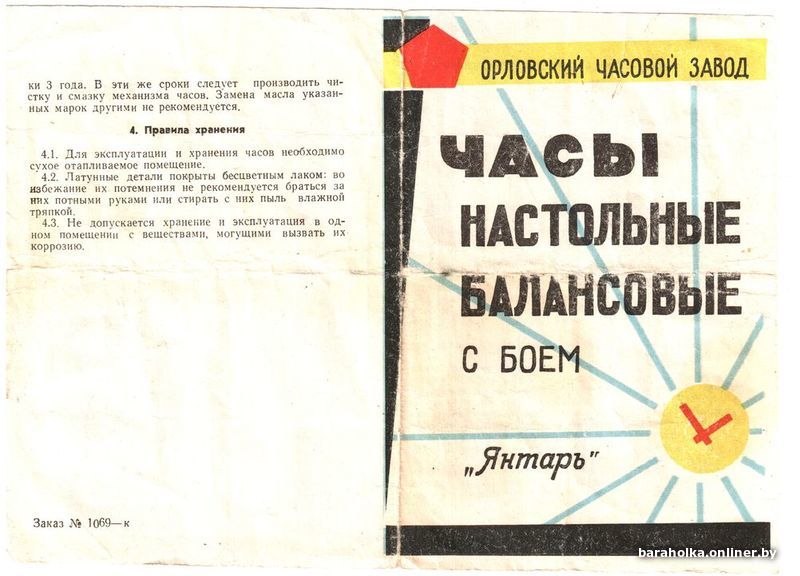 ки 3 года. В эти же сроки следует производить чи-
стку и смазку механизма часов. Замена масла указан-
ных марок другими не рекомендуется.
4. Правила хранения
4.1. Для эксплуатации и хранения часов необходимо
сухое отапливаемое помещение.
4.2. Латунные детали покрыты бесцветным лаком: во
избежание их потемнения не рекомендуется браться за
них потными руками или стирать с них пыль влажной
тряпкой.
4.3. Не допускается хранение и эксплуатация в од-
ном помещении с веществами, могущими вызвать их
коррозию.
Заказ № 1069—к
ОРЛОВСКИЙ ЧАСОВОЙ ЗАВОД
ЧАСЫ
НАСТОЛЬНЫЕ
БАЛАНСОВЫЕ
С БОЕМ
„Янтарь"
baraholka.onliner.by